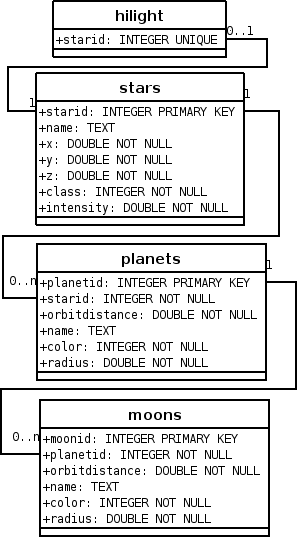 hilight
+starid: INTEGER UNIQUE
0..1
stars
1
1
+starid: INTEGER PRIMARY KEY
+name: TEXT
+x: DOUBLE NOT NULL
+y: DOUBLE NOT NULL
+z: DOUBLE NOT NULL
+class: INTEGER NOT NULL
+intensity: DOUBLE NOT NULL
planets
1
0..n
+planetid: INTEGER PRIMARY KEY
+starid: INTEGER NOT NULL
+orbitdistance: DOUBLE NOT NULL
+name: TEXT
+color: INTEGER NOT NULL
+radius: DOUBLE NOT NULL
moons
0..n
+moonid: INTEGER PRIMARY KEY
+planetid: INTEGER NOT NULL
+orbitdistance: DOUBLE NOT NULL
+name: TEXT
+color: INTEGER NOT NULL
+radius: DOUBLE NOT NULL